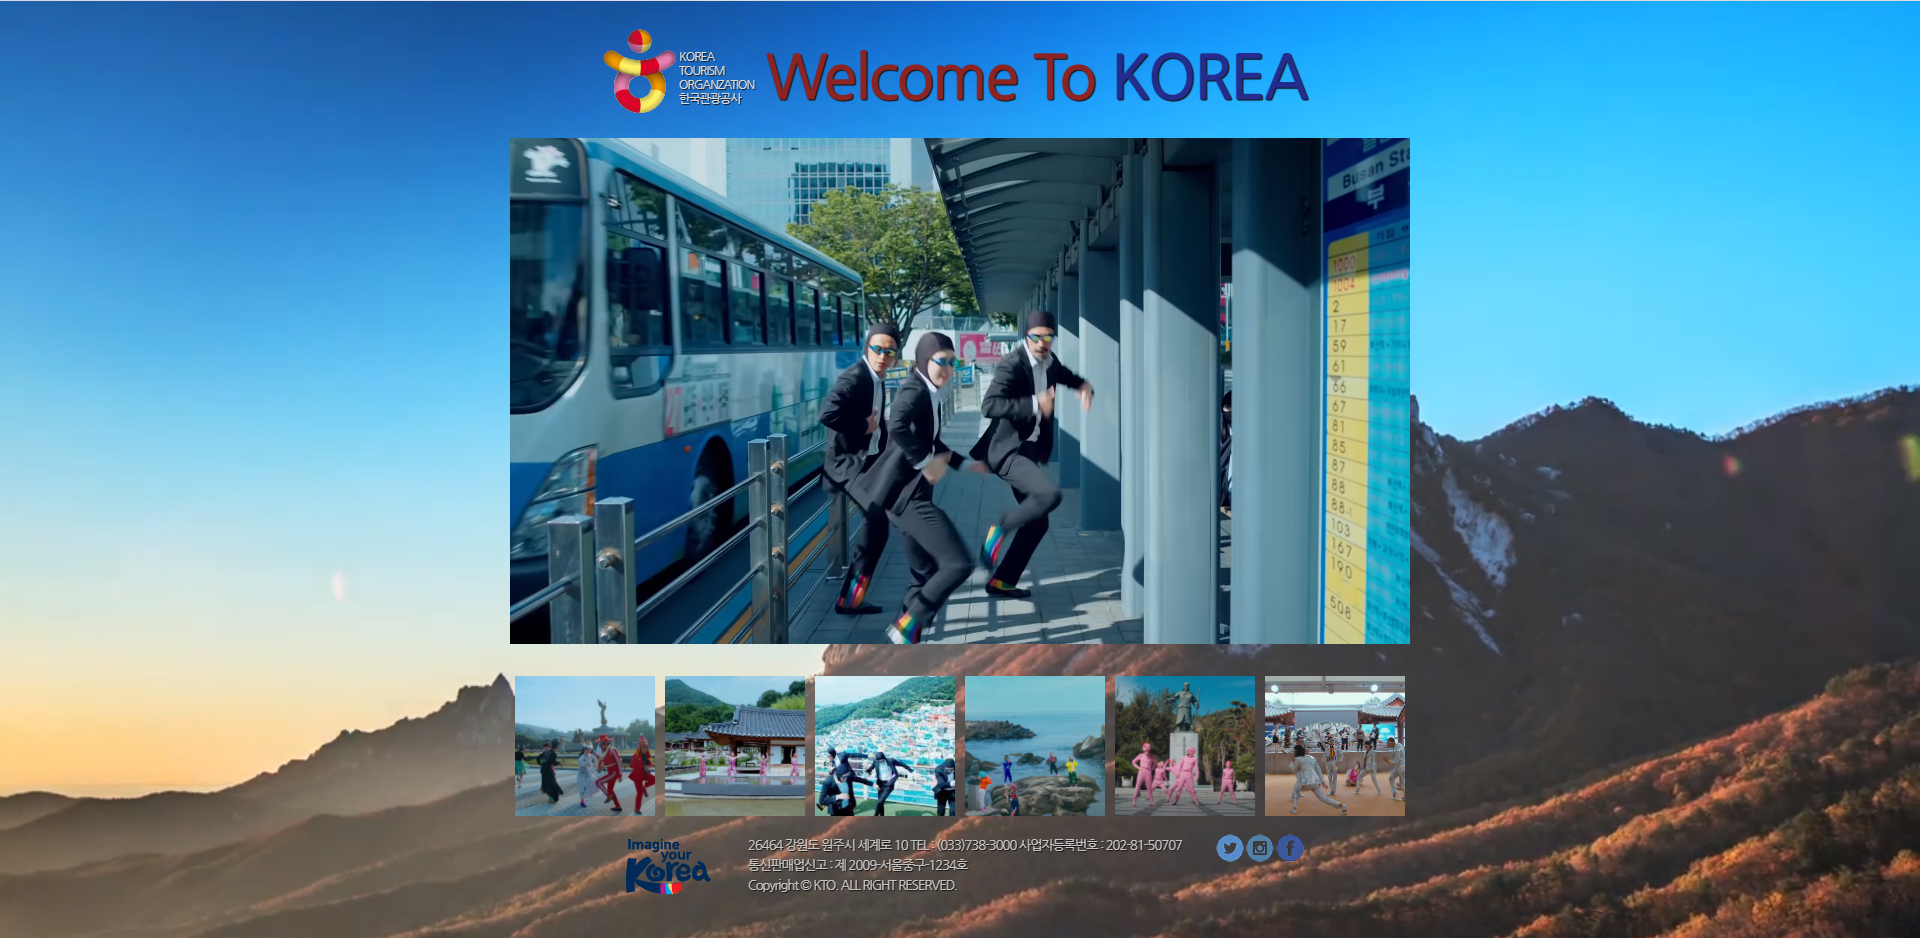 KOREA
TOURISM
ORGANZATION
한국관광공사
Welcome To KOREA
Busan Sta
부
1000
1004
2
17
59
61
66
67
81
85
87
88
88-1
103
167
190
508
Imagine
your
Korea
26464 강원도 원주시 세계로 10 TEL : (033)738-3000 사업자등록번호 : 202-81-50707
통신판매업신고 : 제 2009-서울중구-1234호
Copyright © KTO. ALL RIGHT RESERVED.